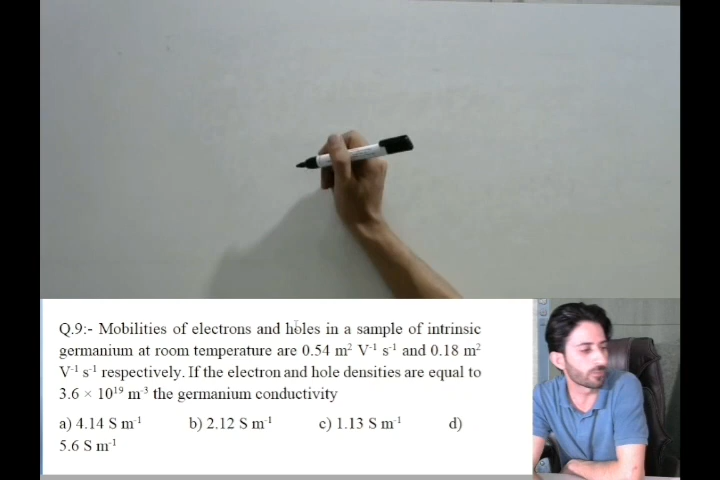 Q.9:- Mobilities of electrons and holes in a sample of intrinsic
germanium at room temperature are 0.54 m² V⁻¹ s⁻¹ and 0.18 m²
V⁻¹ s⁻¹ respectively. If the electron and hole densities are equal to
3.6 × 10¹⁹ m⁻³ the germanium conductivity
a) 4.14 S m⁻¹ b) 2.12 S m⁻¹ c) 1.13 S m⁻¹ d)
5.6 S m⁻¹